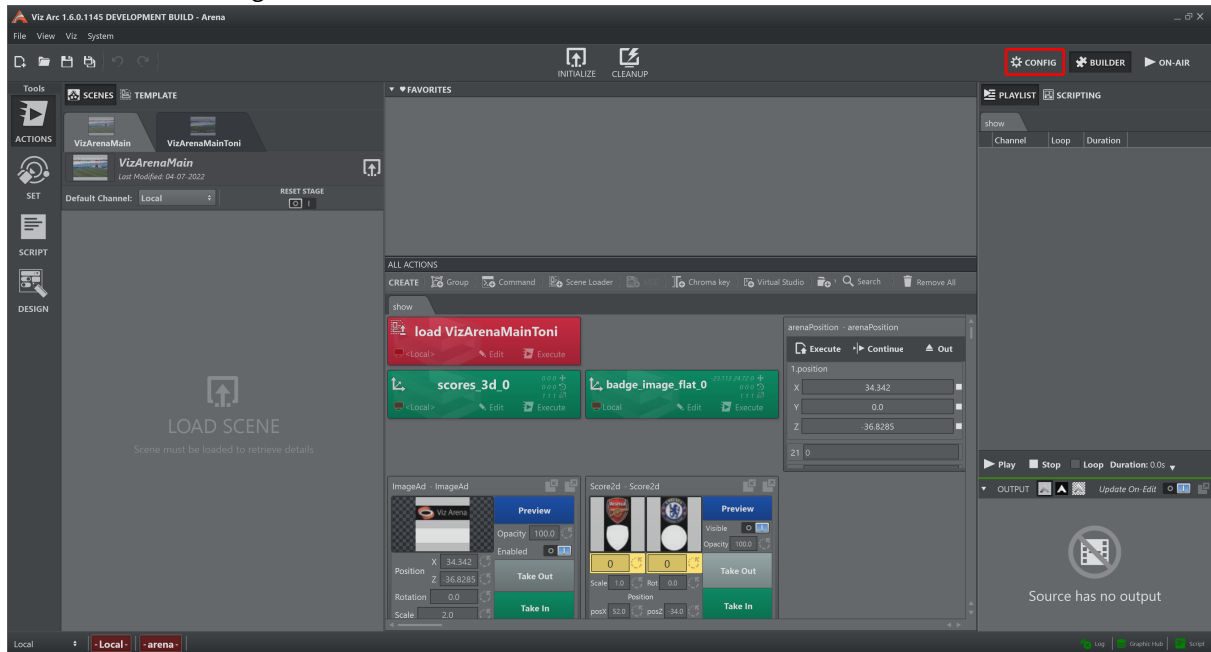 Viz Arc 1.6.0.1145 DEVELOPMENT BUILD - Arena
File View Viz System
INITIALIZE CLEANUP
CONFIG BUILDER ON-AIR
Tools
ACTIONS
SET
SCRIPT
DESIGN
SCENES TEMPLATE
VizArenaMain VizArenaMainToni
VizArenaMain
Last Modified: 04-07-2022
Default Channel: Local
RESET STAGE
LOAD SCENE
Scene must be loaded to retrieve details
FAVORITES
ALL ACTIONS
CREATE Group Command Scene Loader Chroma key Virtual Studio Search Remove All
show
load VizArenaMainToni
<Local> Edit Execute
scores_3d_0
<Local> Edit Execute
badge_image_flat_0
Local Edit Execute
arenaPosition - arenaPosition
Execute Continue Out
1.position
X 34.342
Y 0.0
Z -36.8285
21 0
ImageAd - ImageAd
Viz Arena
Preview
Opacity 100.0
Enabled
Position X 34.342
Z 36.8285
Take Out
Rotation 0.0
Scale 2.0
Take In
Score2d - Score2d
Preview
Visible
Opacity 100.0
0 0
Take Out
Scale 1.0 Rot 0.0
Position
posX 52.0 posZ -34.0
Take In
PLAYLIST SCRIPTING
show
Channel Loop Duration
Play Stop Loop Duration: 0.0s
OUTPUT Update On-Edit
Source has no output
Local -Local- -arena-
Log Graphic Hub Script